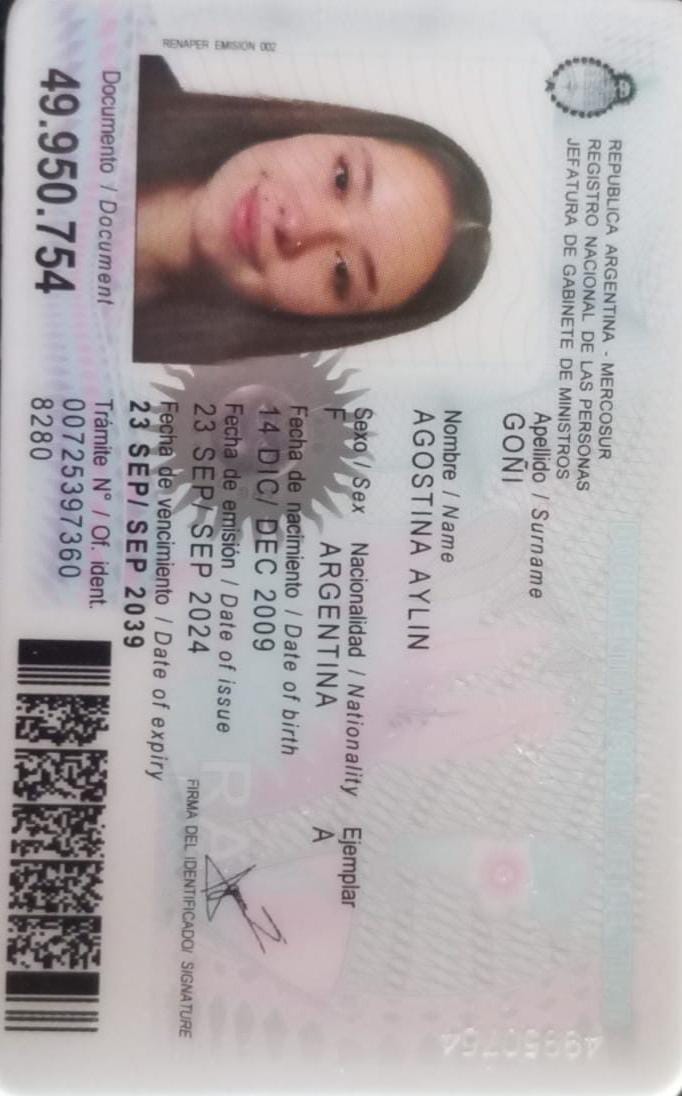 REPUBLICA ARGENTINA - MERCOSUR
REGISTRO NACIONAL DE LAS PERSONAS
JEFATURA DE GABINETE DE MINISTROS
Apellido / Surname
GOÑI
Nombre / Name
AGOSTINA AYLIN
Sexo / Sex Nacionalidad / Nationality Ejemplar
F ARGENTINA A
Fecha de nacimiento / Date of birth
14 DIC/ DEC 2009
Fecha de emisión / Date of issue
23 SEP/ SEP 2024
Fecha de vencimiento / Date of expiry
23 SEP/ SEP 2039
FIRMA DEL IDENTIFICADO/ SIGNATURE
RENAPER EMISION 002
Documento / Document
49.950.754
Trámite N° / Of. ident.
00725397360
8280
RA
49950754